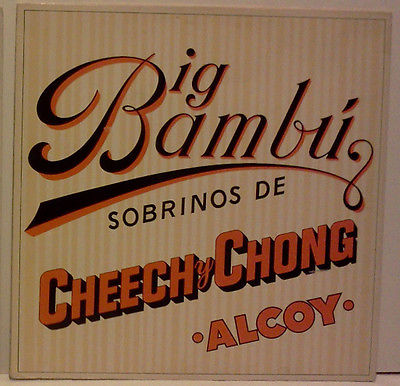 Big
Bambú
SOBRINOS DE
CHEECH y CHONG
•ALCOY•